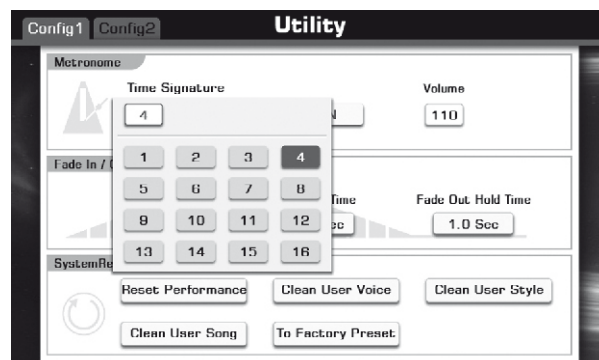 Config1 Config2 Utility
Metronome
Time Signature Volume
4 110
Fade In /
1 2 3 4
5 6 7 8
Time Fade Out Hold Time
9 10 11 12
1.0 Sec
13 14 15 16
SystemRe
Reset Performance Clean User Voice Clean User Style
Clean User Song To Factory Preset